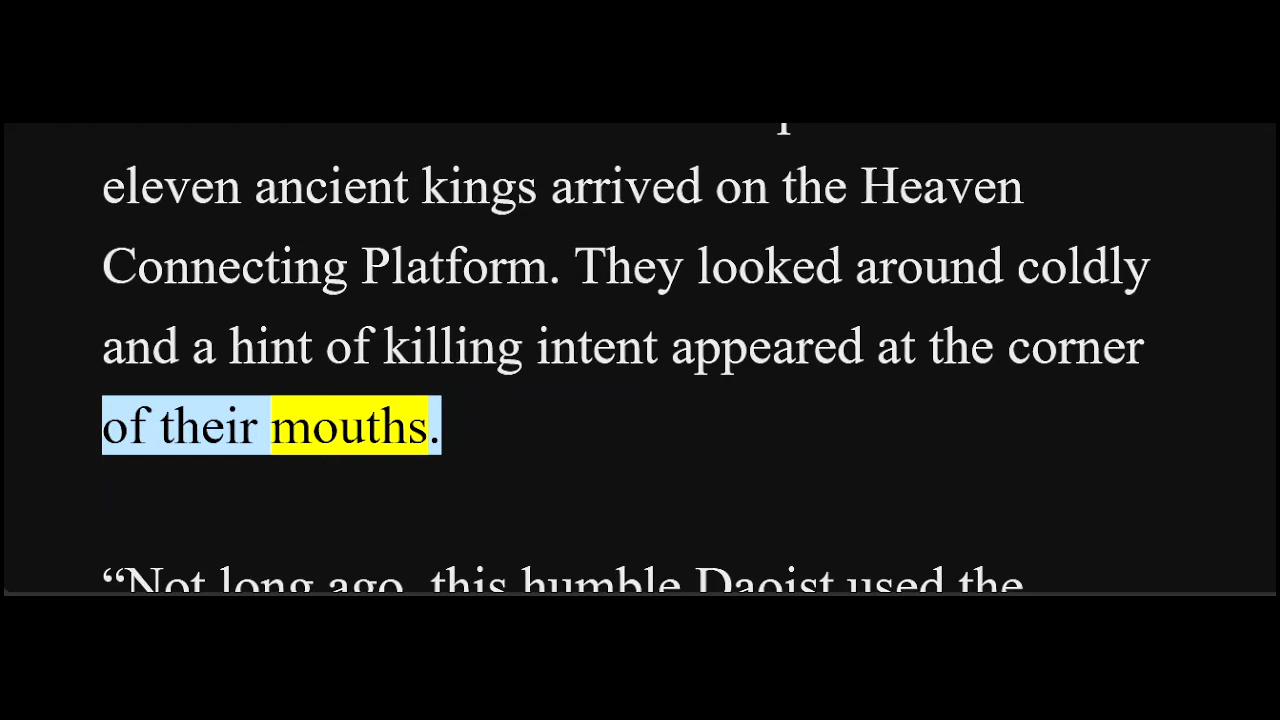 eleven ancient kings arrived on the Heaven
Connecting Platform. They looked around coldly
and a hint of killing intent appeared at the corner
of their mouths.
“Not long ago, this humble Daoist used the